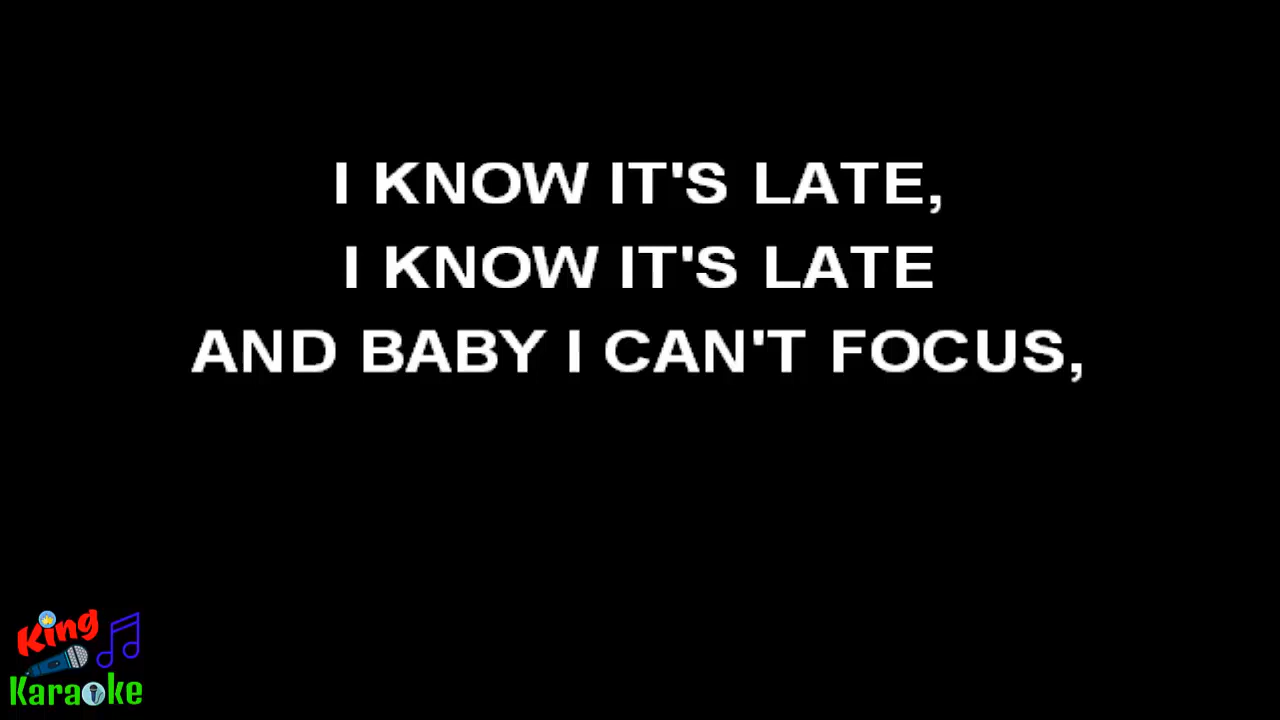 I KNOW IT'S LATE,
I KNOW IT'S LATE
AND BABY I CAN'T FOCUS,
King
Karaoke